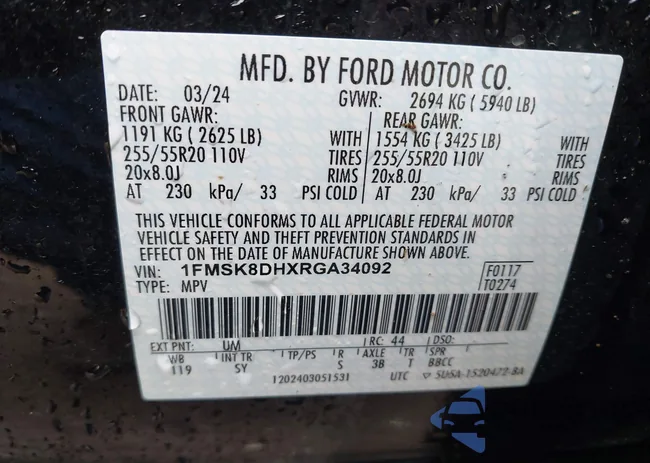 MFD. BY FORD MOTOR CO.
DATE: 03/24 GVWR: 2694 KG ( 5940 LB)
FRONT GAWR: REAR GAWR:
1191 KG ( 2625 LB) WITH 1554 KG ( 3425 LB) WITH
255/55R20 110V TIRES 255/55R20 110V TIRES
20x8.0J RIMS 20x8.0J RIMS
AT 230 kPa/ 33 PSI COLD AT 230 kPa/ 33 PSI COLD
THIS VEHICLE CONFORMS TO ALL APPLICABLE FEDERAL MOTOR
VEHICLE SAFETY AND THEFT PREVENTION STANDARDS IN
EFFECT ON THE DATE OF MANUFACTURE SHOWN ABOVE.
VIN: 1FMSK8DHXRGA34092 F0117
TYPE: MPV T0274
EXT PNT: UM RC: 44 DSO:
WB INT TR TP/PS R AXLE TR SPR
119 SY S 3B T BBCC
1202403051531 UTC ▽ 5U5A-1520472-BA